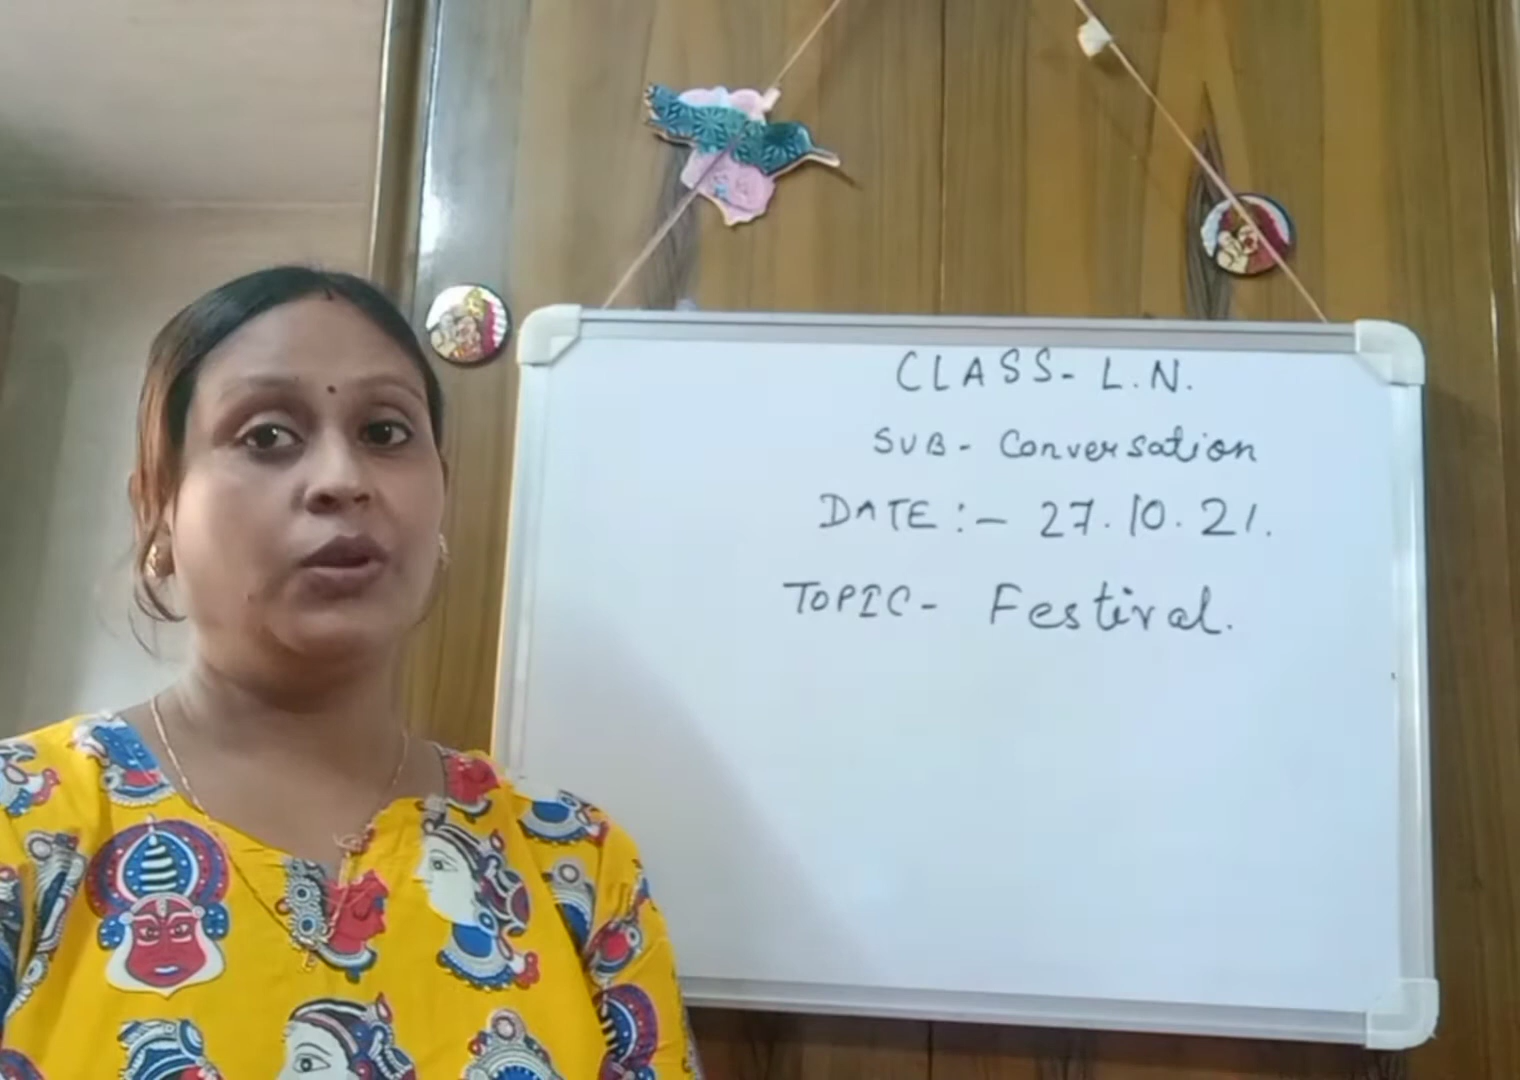 CLASS- L.N.
SUB- Conversation
DATE:- 27.10.21.
TOPIC- Festival.